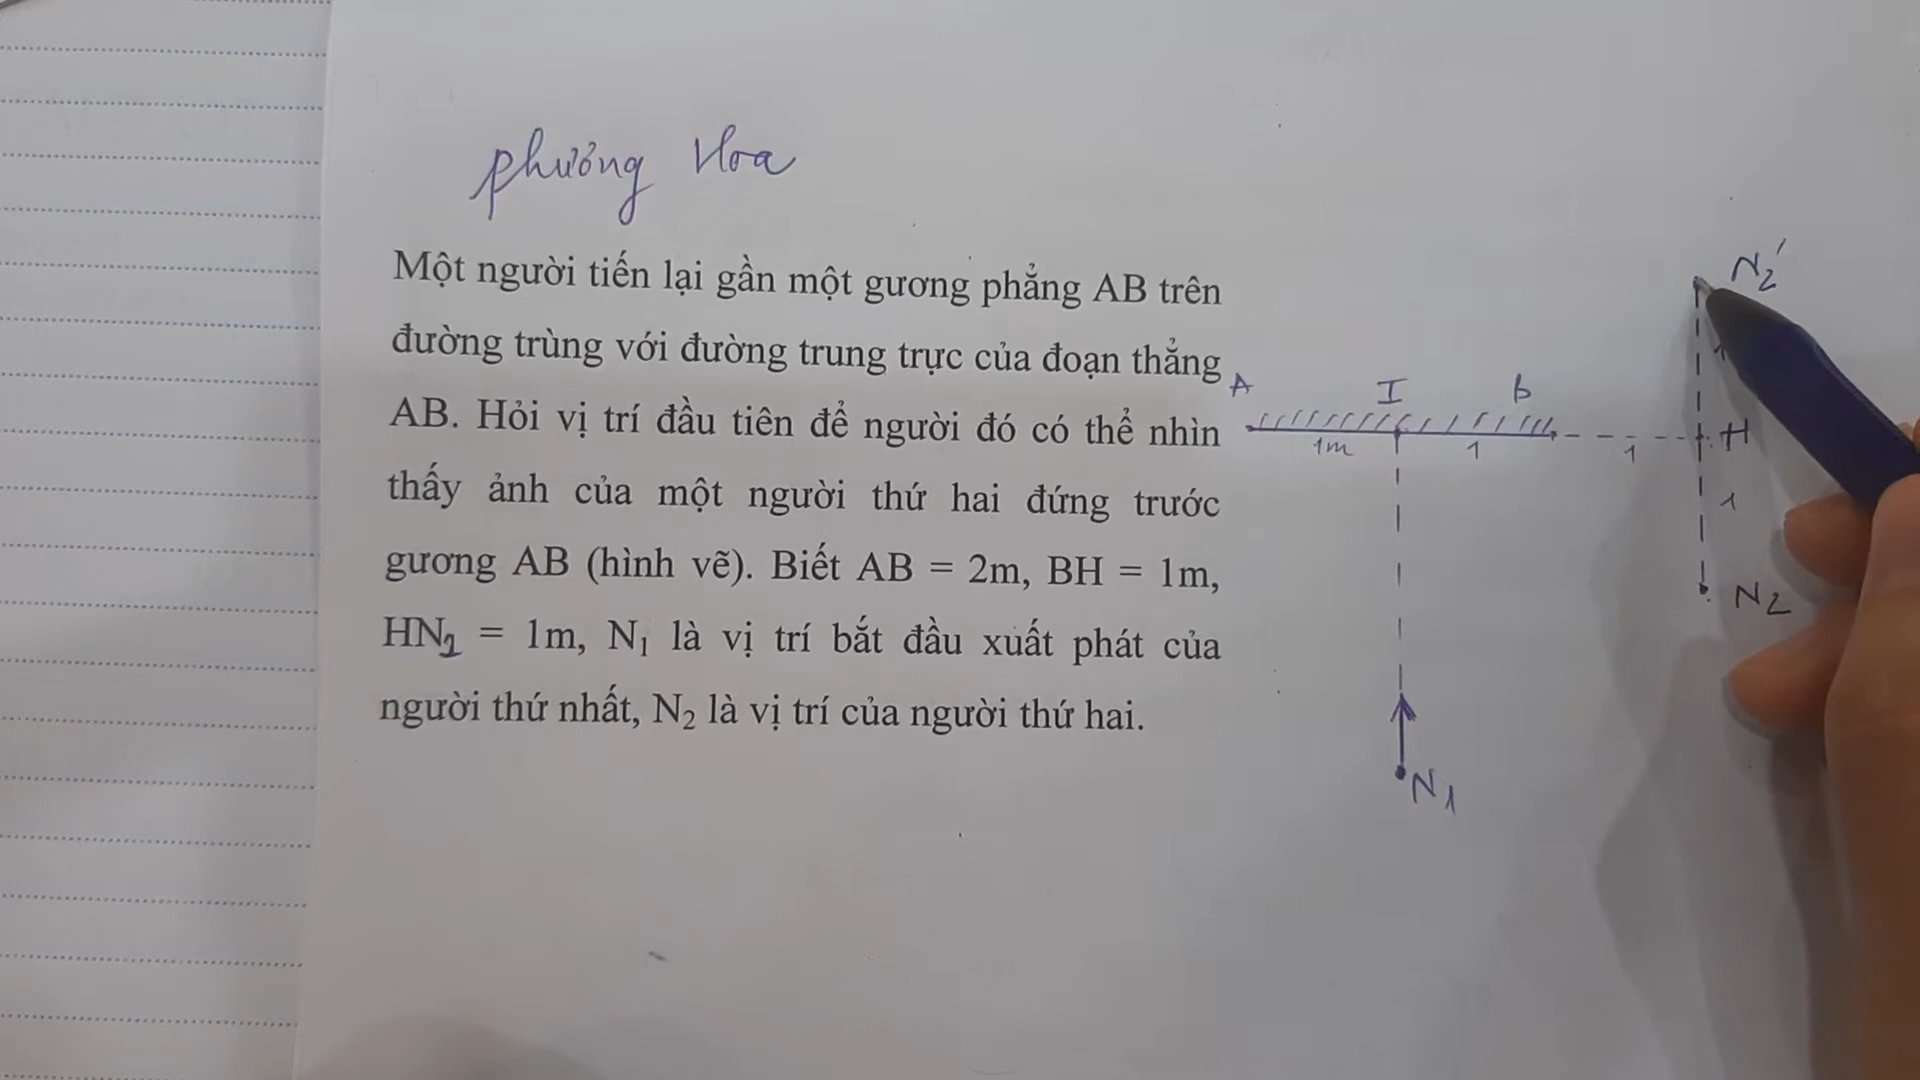 phương Hoa
Một người tiến lại gần một gương phẳng AB trên
đường trùng với đường trung trực của đoạn thẳng
AB. Hỏi vị trí đầu tiên để người đó có thể nhìn
thấy ảnh của một người thứ hai đứng trước
gương AB (hình vẽ). Biết AB = 2m, BH = 1m,
HN₂ = 1m, N₁ là vị trí bắt đầu xuất phát của
người thứ nhất, N₂ là vị trí của người thứ hai.
N₂'
1
A I B
1m 1 1 H
1
N₂
N₁